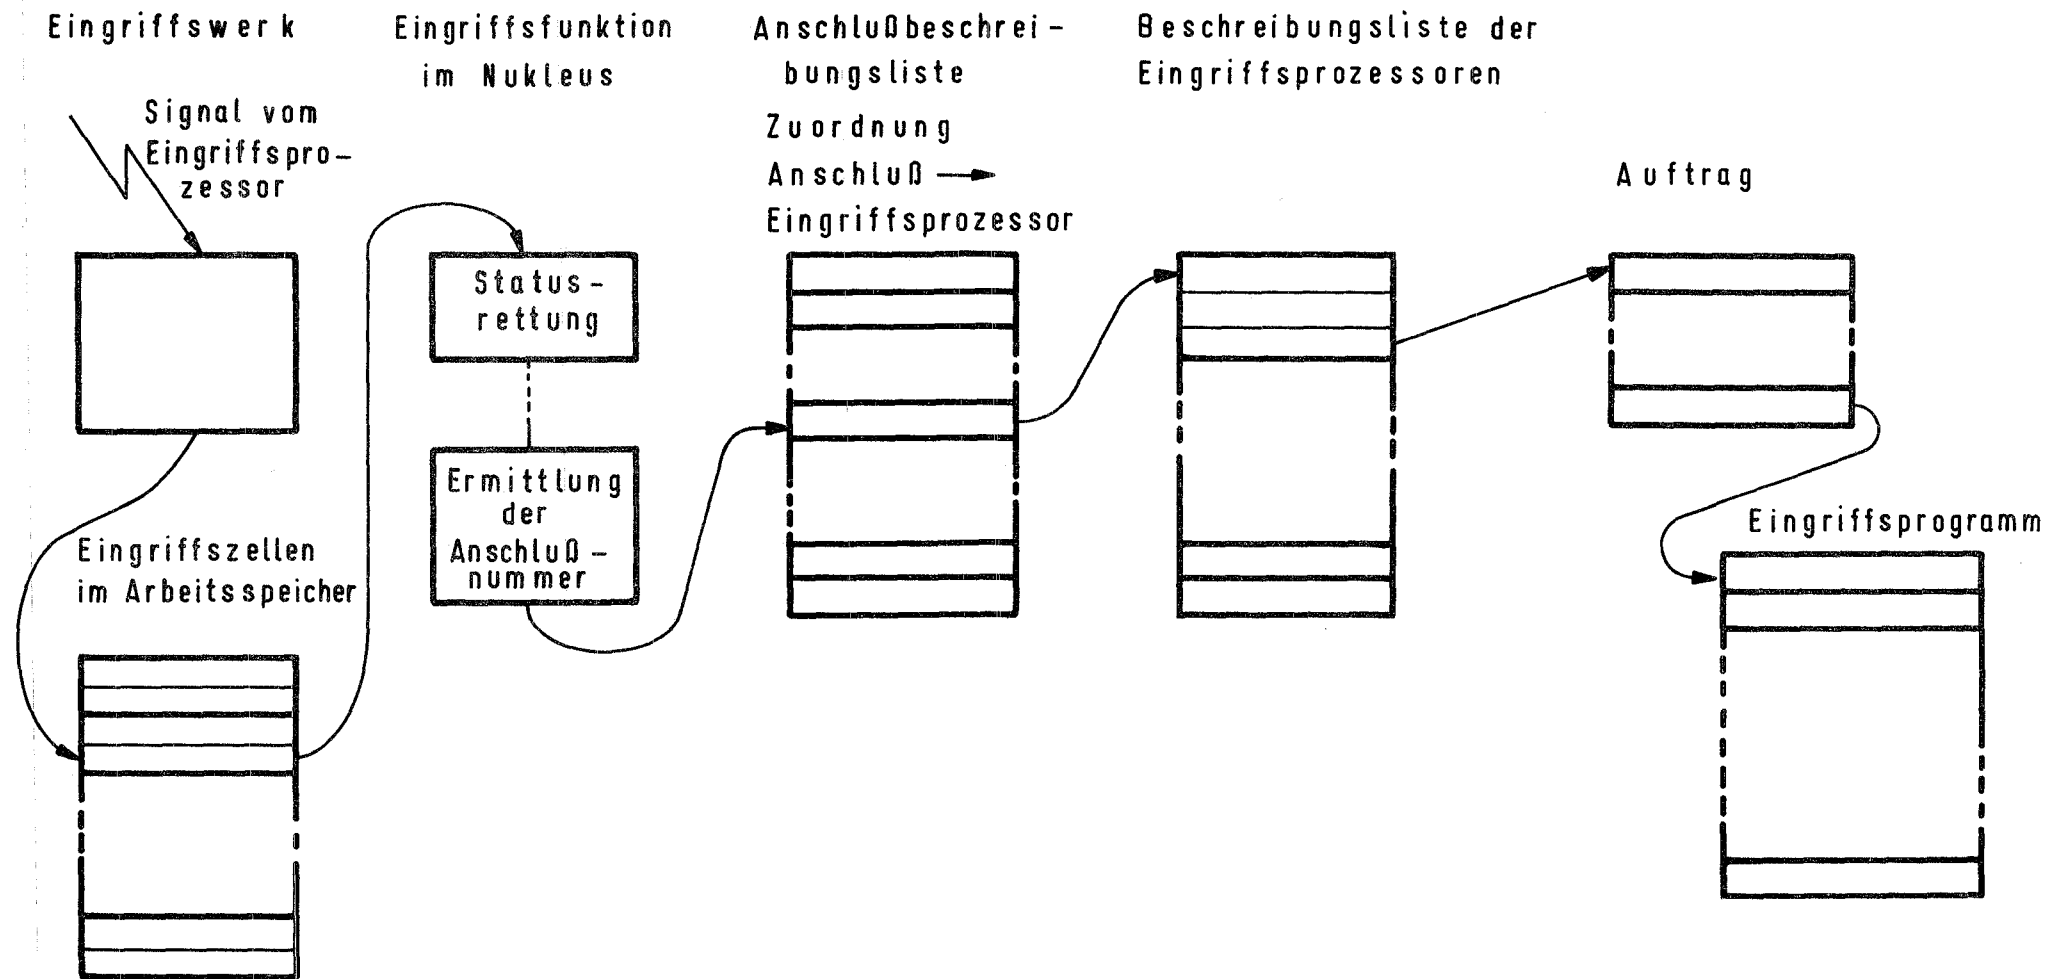 Eingriffswerk
Signal vom
Eingriffspro-
zessor
Eingriffszellen
im Arbeitsspeicher
Eingriffsfunktion
im Nukleus
Status-
rettung
Ermittlung
der
Anschluß-
nummer
Anschlußbeschrei-
bungsliste
Zuordnung
Anschluß →
Eingriffsprozessor
Beschreibungsliste der
Eingriffsprozessoren
Auftrag
Eingriffsprogramm